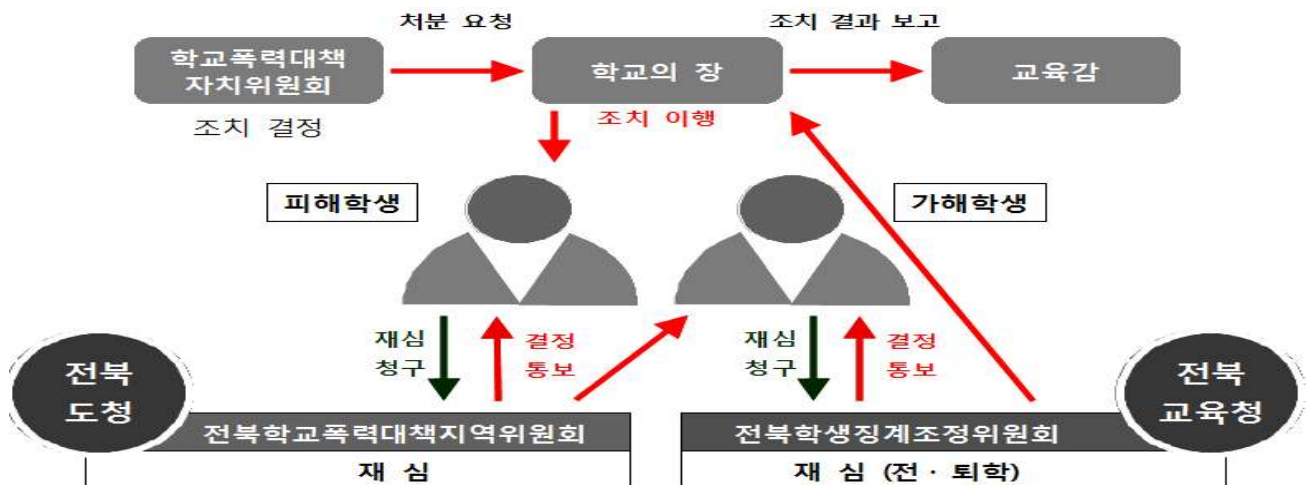 처분 요청
조치 결과 보고
학교폭력대책
자치위원회
학교의 장
교육감
조치 결정
조치 이행
피해학생
가해학생
재심
청구
결정
통보
재심
청구
결정
통보
전북
도청
전북
교육청
전북학교폭력대책지역위원회
전북학생징계조정위원회
재 심
재 심 (전 · 퇴학)